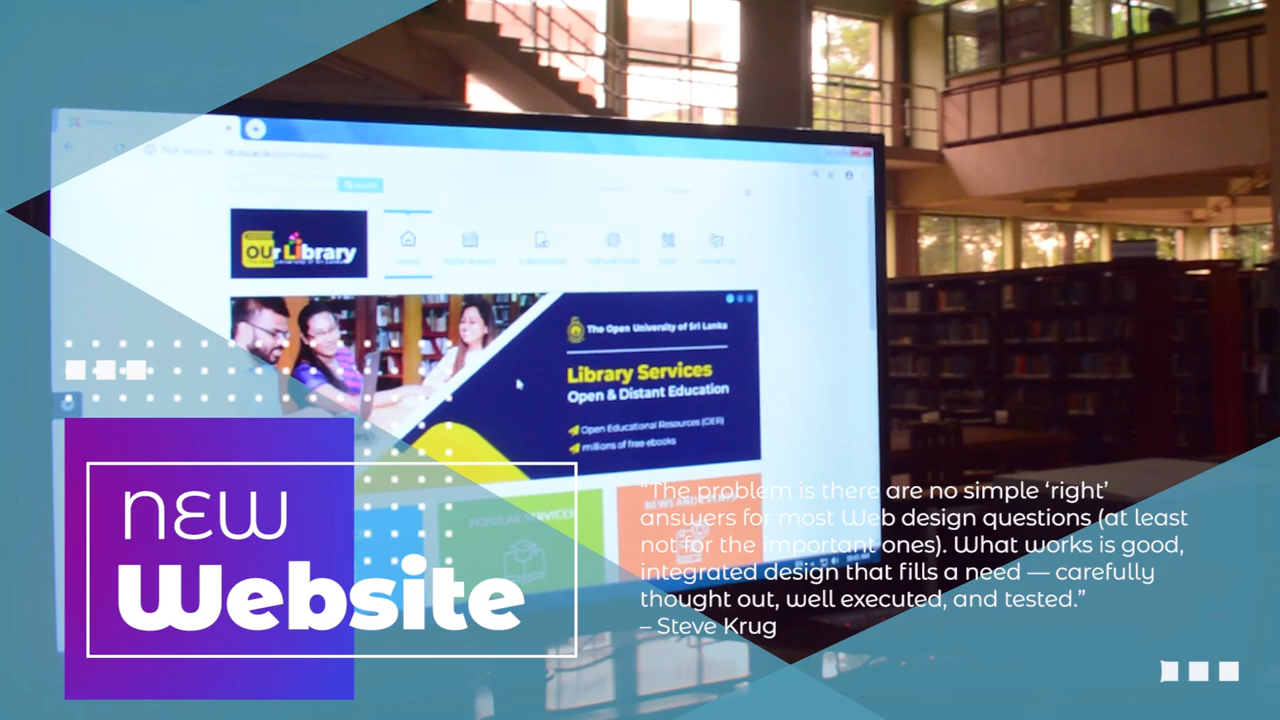 Not secure
search
OUr Library
The Open University of Sri Lanka
Library Services
Open & Distant Education
Open Educational Resources (OER)
millions of free ebooks
POPULAR SERVICES
NEWS AND EVENTS
NEW
Website
“The problem is there are no simple ‘right’
answers for most Web design questions (at least
not for the important ones). What works is good,
integrated design that fills a need — carefully
thought out, well executed, and tested.”
– Steve Krug